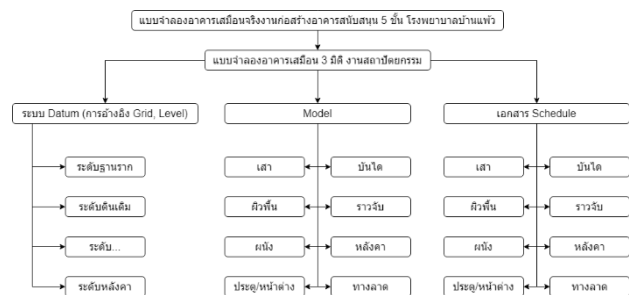 แบบจำลองอาคารเสมือนจริงงานก่อสร้างอาคารสนับสนุน 5 ชั้น โรงพยาบาลบ้านแพ้ว
แบบจำลองอาคารเสมือน 3 มิติ งานสถาปัตยกรรม
ระบบ Datum (การอ้างอิง Grid, Level)
Model
เอกสาร Schedule
ระดับฐานราก
เสา
บันได
เสา
บันได
ระดับดินเดิม
ผิวพื้น
ราวจับ
ผิวพื้น
ราวจับ
ระดับ...
ผนัง
หลังคา
ผนัง
หลังคา
ระดับหลังคา
ประตู/หน้าต่าง
ทางลาด
ประตู/หน้าต่าง
ทางลาด